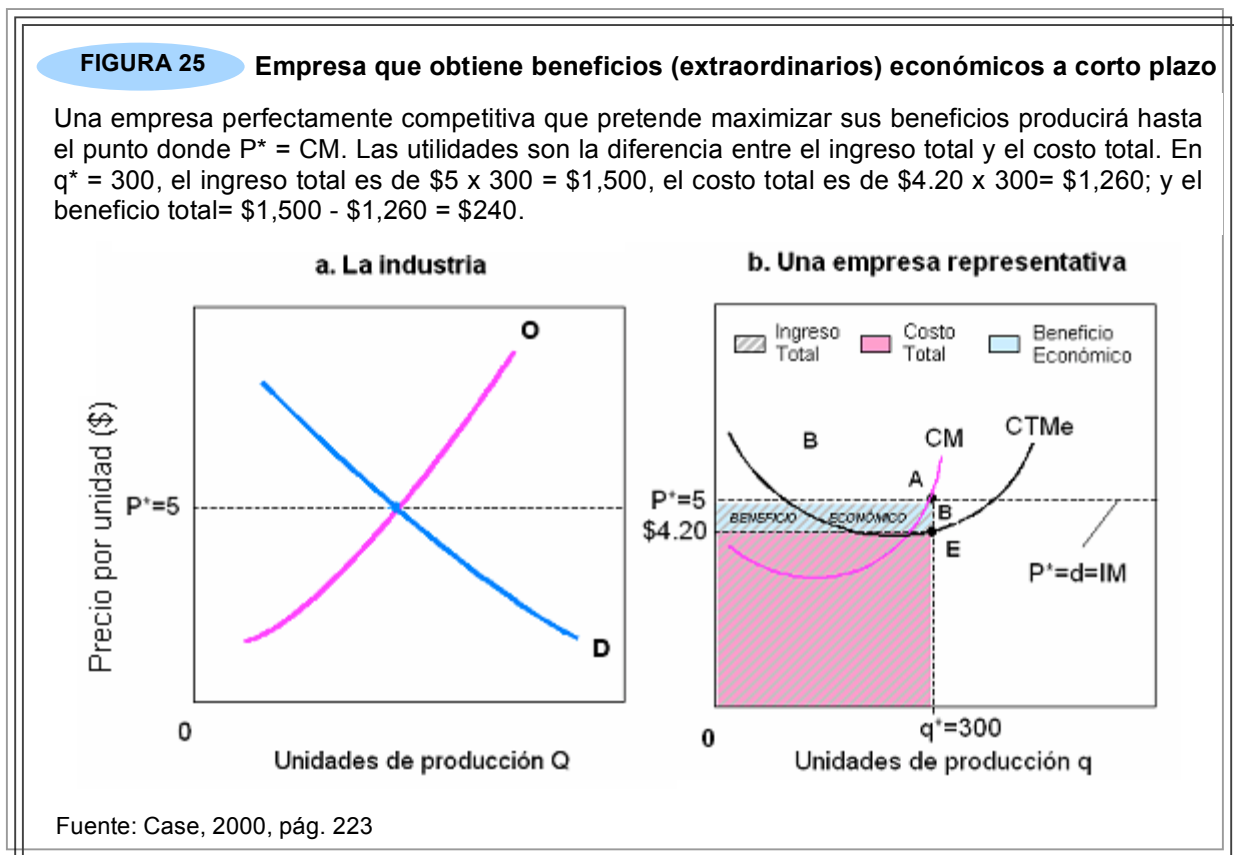 FIGURA 25 Empresa que obtiene beneficios (extraordinarios) económicos a corto plazo
Una empresa perfectamente competitiva que pretende maximizar sus beneficios producirá hasta
el punto donde P* = CM. Las utilidades son la diferencia entre el ingreso total y el costo total. En
q* = 300, el ingreso total es de $5 x 300 = $1,500, el costo total es de $4.20 x 300= $1,260; y el
beneficio total= $1,500 - $1,260 = $240.
a. La industria
Precio por unidad ($)
O
P*=5
D
0
Unidades de producción Q
b. Una empresa representativa
Ingreso
Total
Costo
Total
Beneficio
Económico
B
CM
CTMe
A
P*=5
BENEFICIO ECONÓMICO
B
$4.20
E
P*=d=IM
0
q*=300
Unidades de producción q
Fuente: Case, 2000, pág. 223